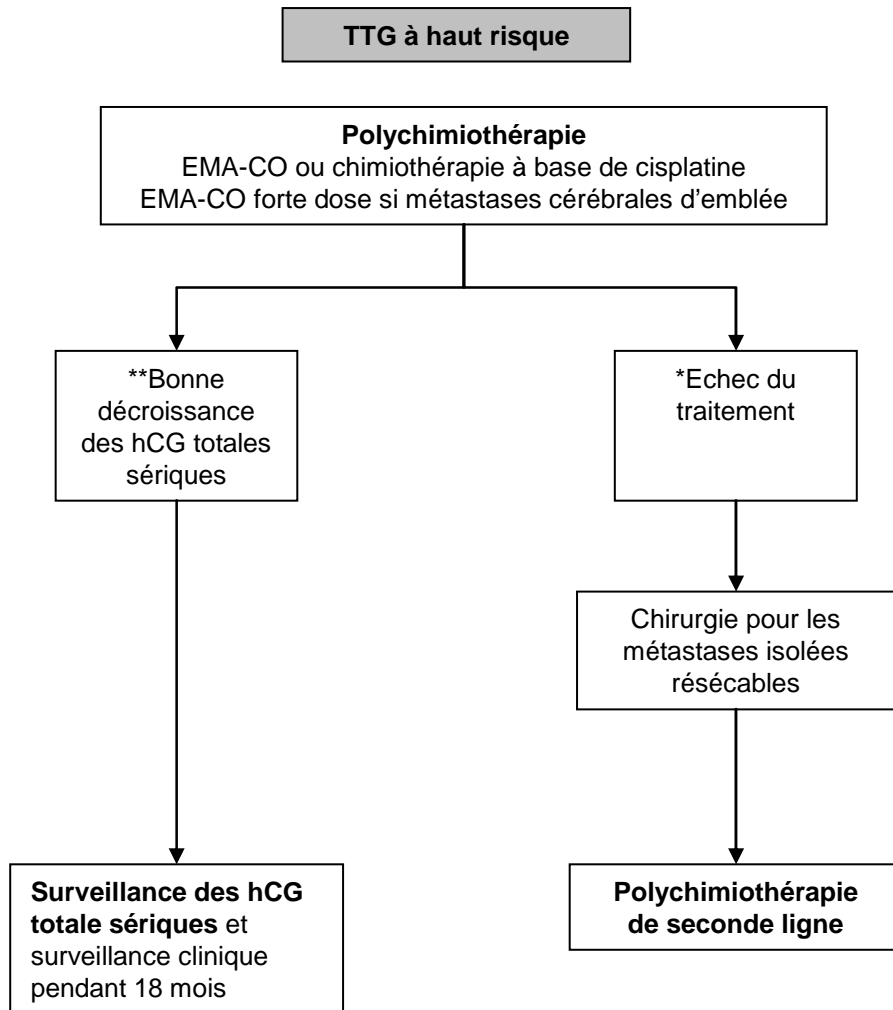 TTG à haut risque
Polychimiothérapie
EMA-CO ou chimiothérapie à base de cisplatine
EMA-CO forte dose si métastases cérébrales d’emblée
**Bonne
décroissance
des hCG totales
sériques
*Echec du
traitement
Chirurgie pour les
métastases isolées
résécables
Surveillance des hCG
totale sériques et
surveillance clinique
pendant 18 mois
Polychimiothérapie
de seconde ligne